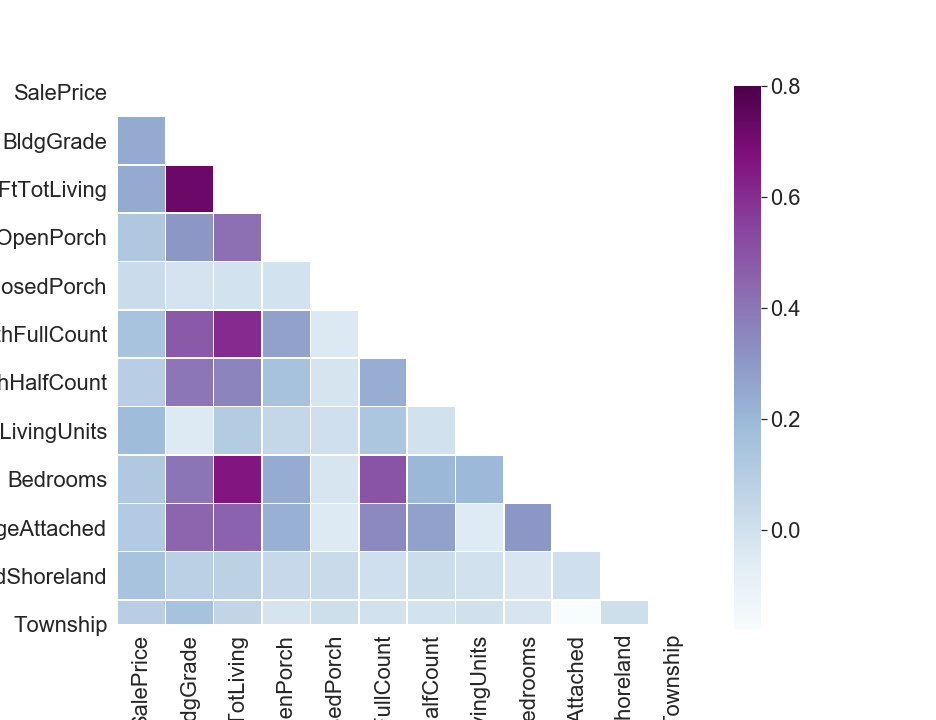 SalePrice
BldgGrade
FtTotLiving
OpenPorch
osedPorch
thFullCount
hHalfCount
LivingUnits
Bedrooms
geAttached
dShoreland
Township
0.8
0.6
0.4
0.2
0.0
SalePrice
dgGrade
TotLiving
enPorch
edPorch
FullCount
alfCount
vingUnits
edrooms
Attached
horeland
Township